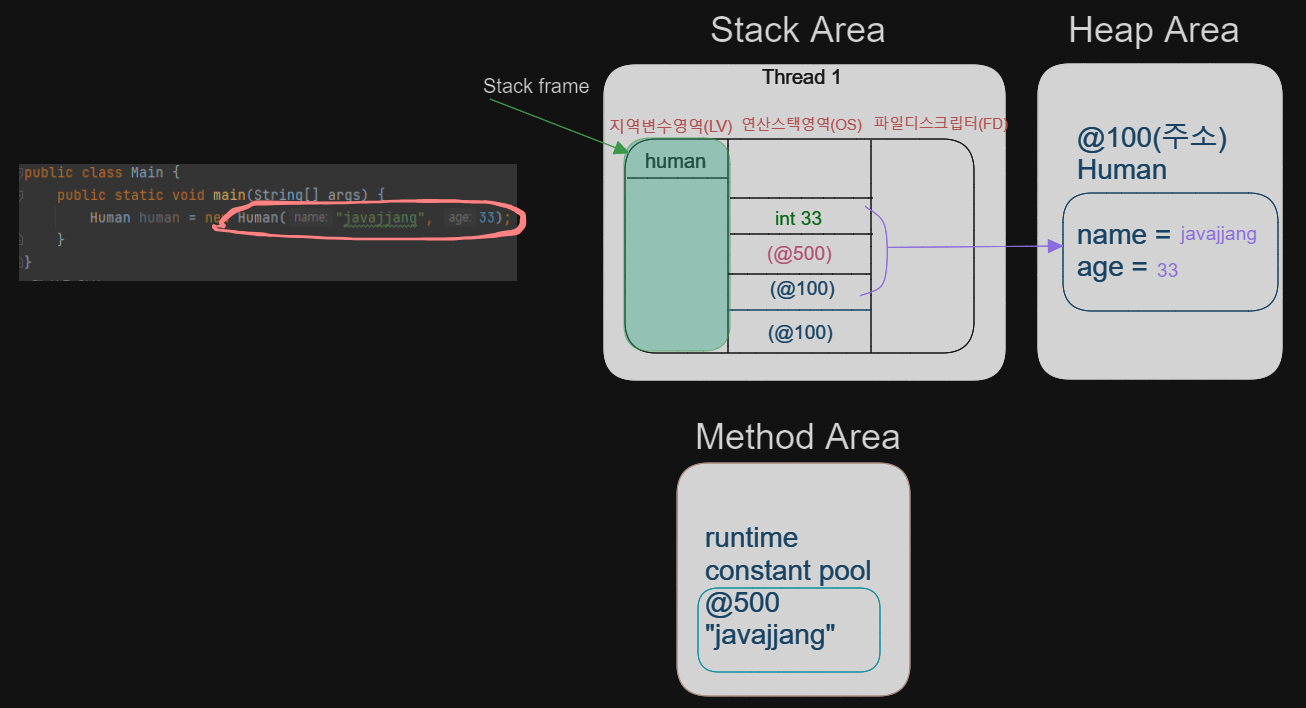 Stack Area
Heap Area
Thread 1
Stack frame
지역변수영역(LV) 연산스택영역(OS) 파일디스크립터(FD)
human
int 33
(@500)
(@100)
(@100)
@100(주소)
Human
name = javajjang
age = 33
public class Main {
public static void main(String[] args) {
Human human = new Human( name: "javajjang", age: 33);
}
}
Method Area
runtime
constant pool
@500
"javajjang"